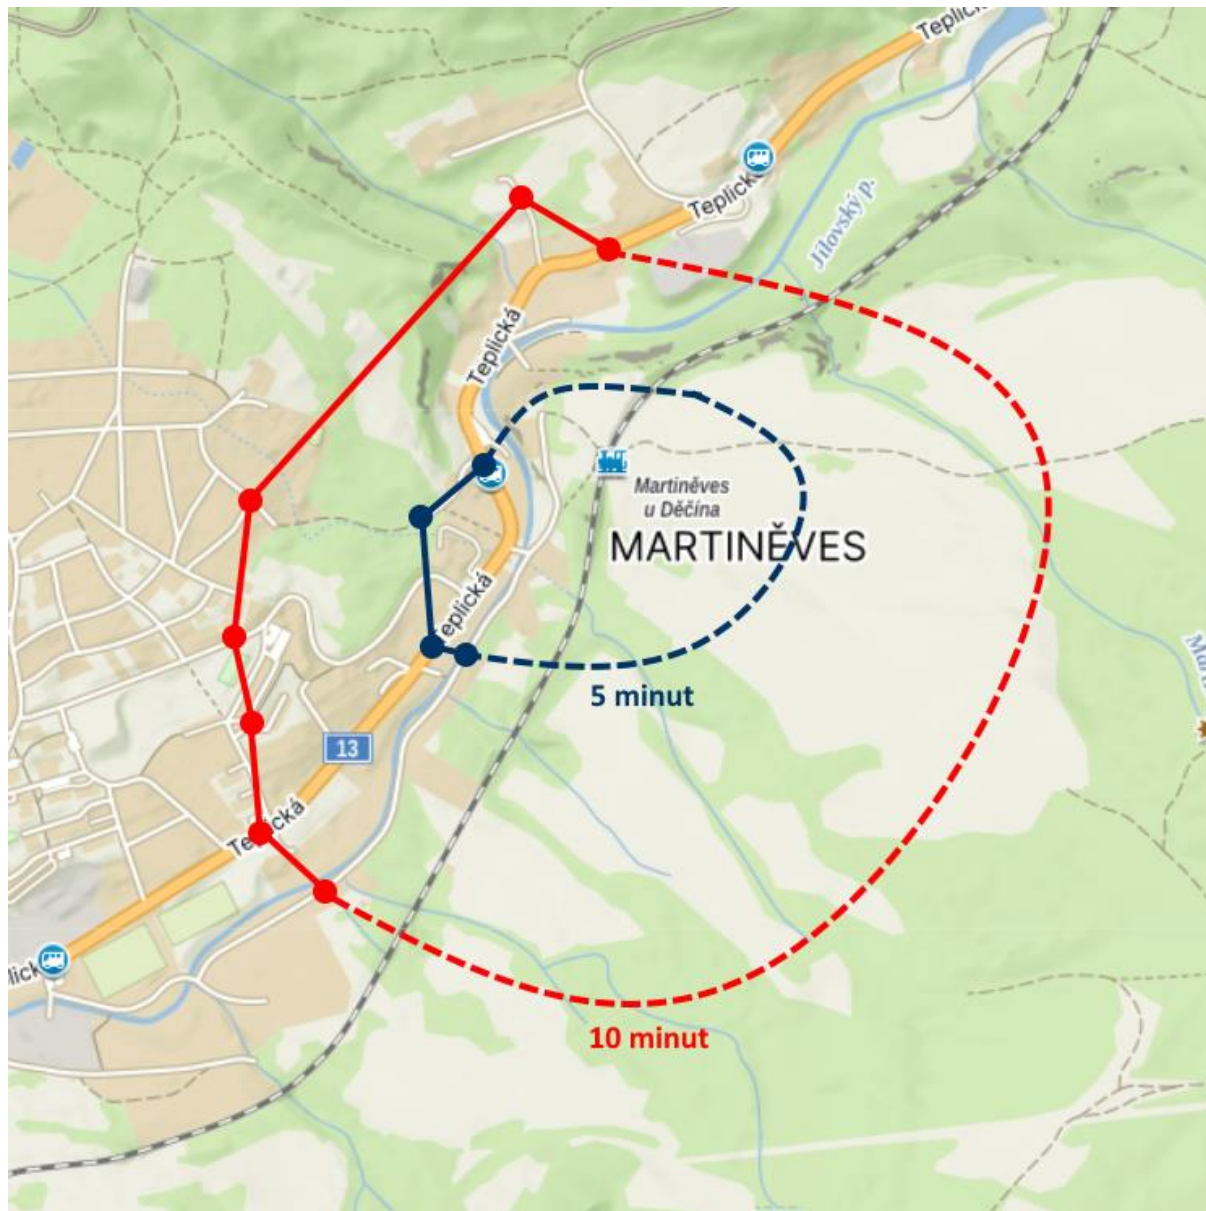 Teplická
Teplická
Jílovský p.
Teplická
Martiněves
u Děčína
MARTINĚVES
Teplická
5 minut
13
Teplická
10 minut